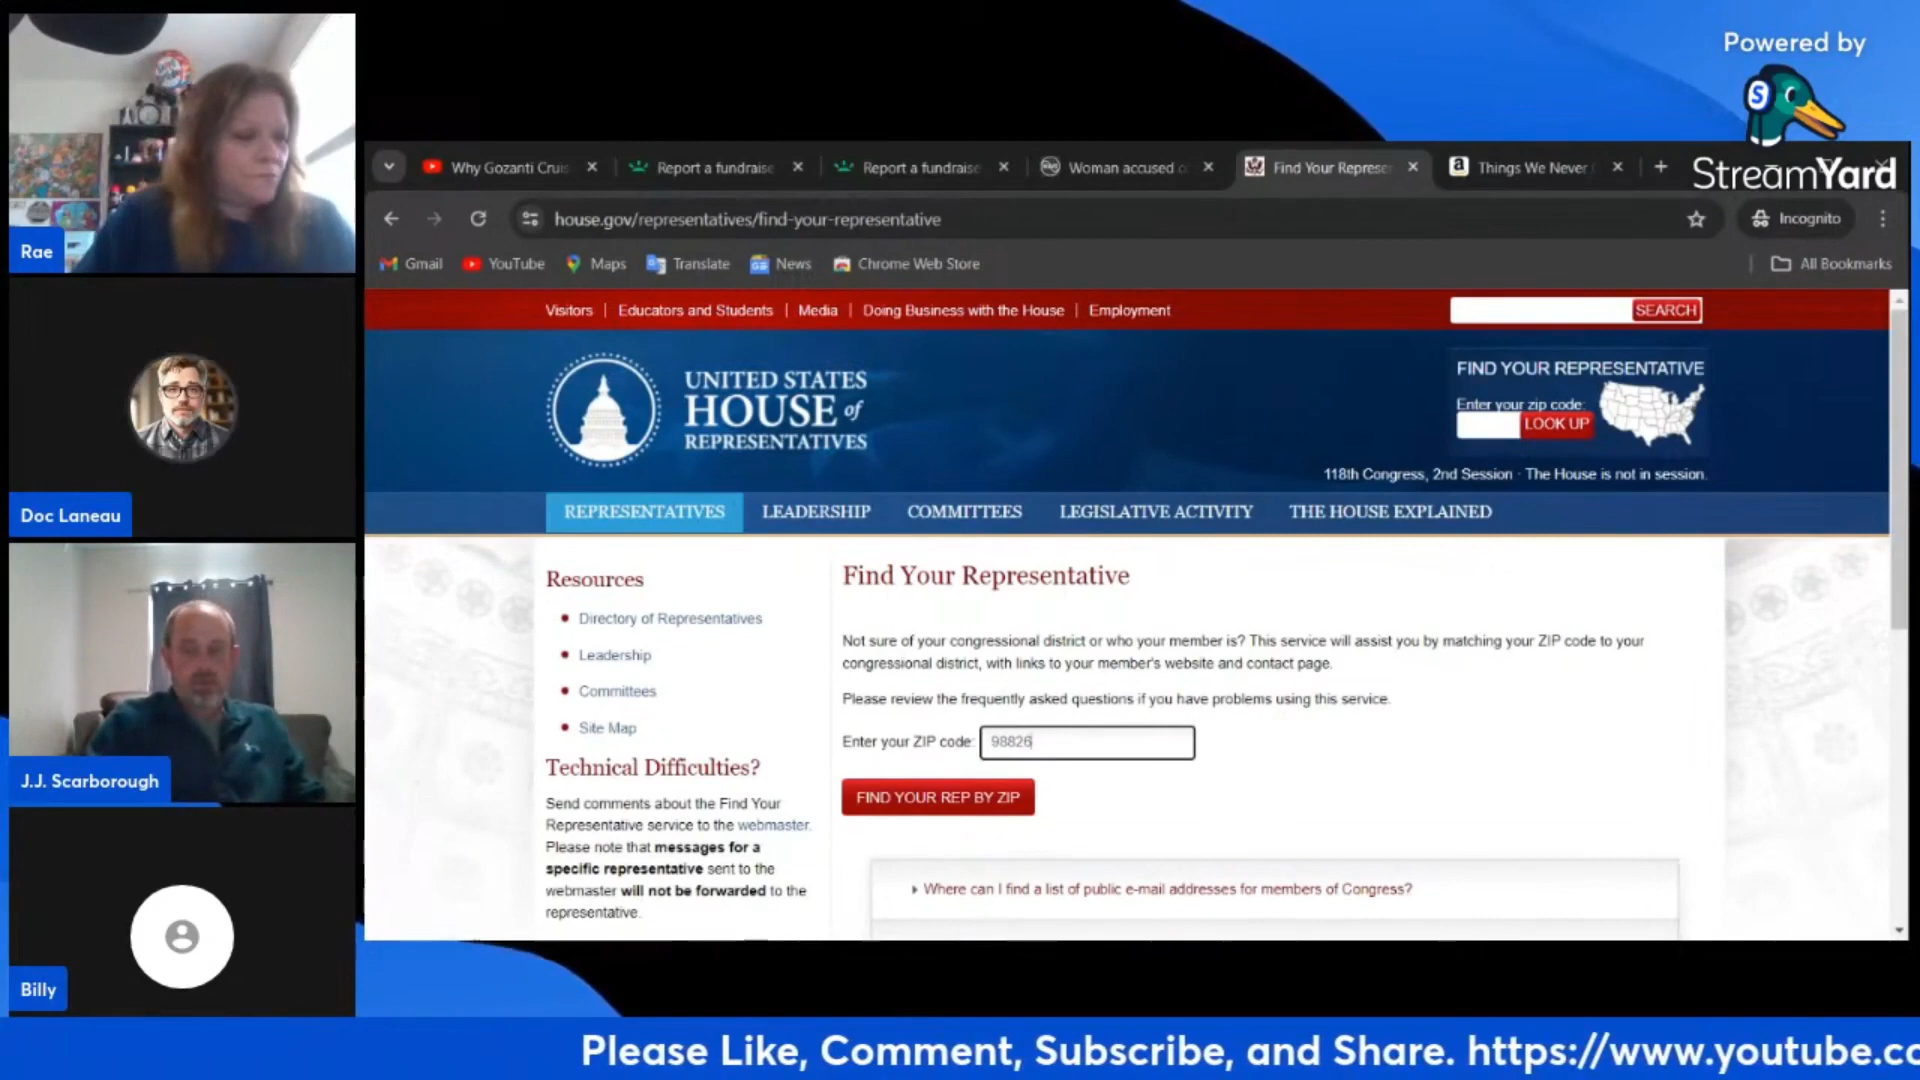 Powered by
StreamYard
Rae
Doc Laneau
J.J. Scarborough
Billy
Why Gozanti Cruis
Report a fundraise
Report a fundraise
Woman accused o
Find Your Represe
Things We Never
house.gov/representatives/find-your-representative
Incognito
Gmail
YouTube
Maps
Translate
News
Chrome Web Store
All Bookmarks
Visitors | Educators and Students | Media | Doing Business with the House | Employment
SEARCH
UNITED STATES
HOUSE of
REPRESENTATIVES
FIND YOUR REPRESENTATIVE
Enter your zip code:
LOOK UP
118th Congress, 2nd Session · The House is not in session.
REPRESENTATIVES
LEADERSHIP
COMMITTEES
LEGISLATIVE ACTIVITY
THE HOUSE EXPLAINED
Resources
Directory of Representatives
Leadership
Committees
Site Map
Technical Difficulties?
Send comments about the Find Your
Representative service to the webmaster.
Please note that messages for a
specific representative sent to the
webmaster will not be forwarded to the
representative.
Find Your Representative
Not sure of your congressional district or who your member is? This service will assist you by matching your ZIP code to your
congressional district, with links to your member's website and contact page.
Please review the frequently asked questions if you have problems using this service.
Enter your ZIP code: 98826
FIND YOUR REP BY ZIP
Where can I find a list of public e-mail addresses for members of Congress?
Please Like, Comment, Subscribe, and Share. https://www.youtube.co